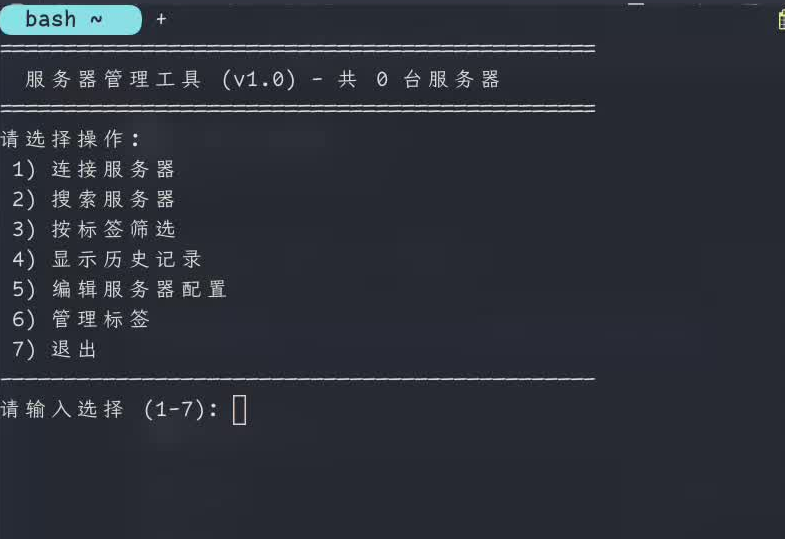 bash ~ +
==============================================
服务器管理工具 (v1.0) - 共 0 台服务器
==============================================
请选择操作:
1) 连接服务器
2) 搜索服务器
3) 按标签筛选
4) 显示历史记录
5) 编辑服务器配置
6) 管理标签
7) 退出
----------------------------------------------
请输入选择 (1-7):